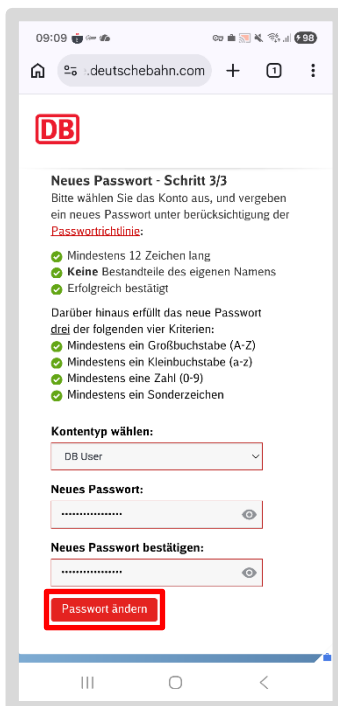 09:09
98
.deutschebahn.com
1
DB
Neues Passwort - Schritt 3/3
Bitte wählen Sie das Konto aus, und vergeben
ein neues Passwort unter berücksichtigung der
Passwortrichtlinie:
Mindestens 12 Zeichen lang
Keine Bestandteile des eigenen Namens
Erfolgreich bestätigt
Darüber hinaus erfüllt das neue Passwort
drei der folgenden vier Kriterien:
Mindestens ein Großbuchstabe (A-Z)
Mindestens ein Kleinbuchstabe (a-z)
Mindestens eine Zahl (0-9)
Mindestens ein Sonderzeichen
Kontentyp wählen:
DB User
Neues Passwort:
•••••••••••••••••
Neues Passwort bestätigen:
•••••••••••••••••
Passwort ändern